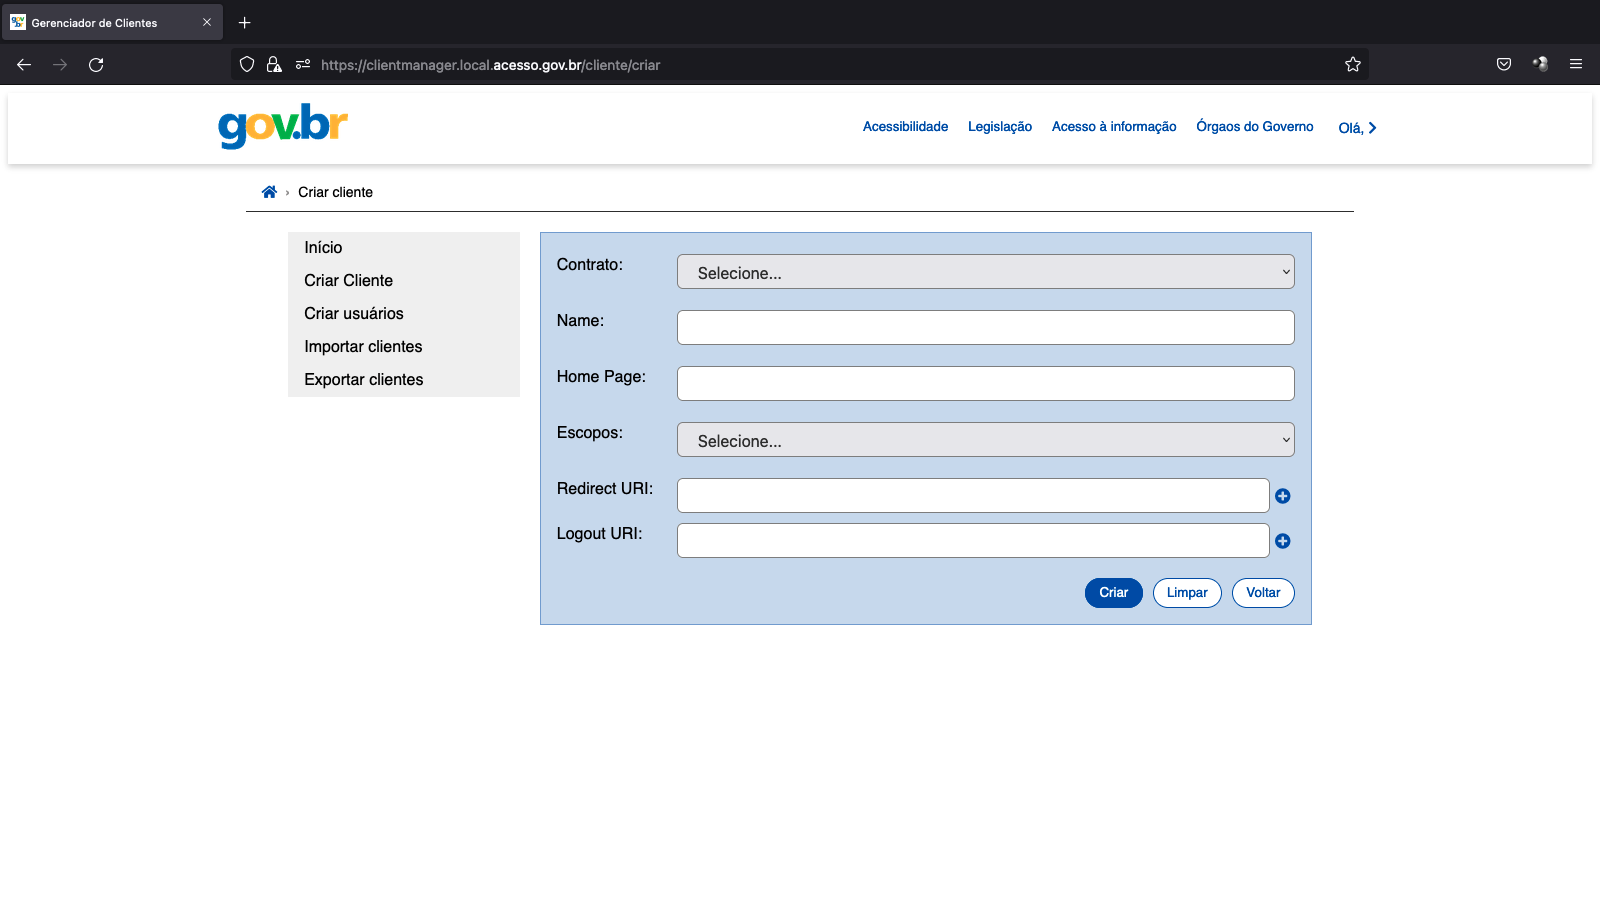 Gerenciador de Clientes
https://clientmanager.local.acesso.gov.br/cliente/criar
gov.br
Acessibilidade Legislação Acesso à informação Órgaos do Governo Olá,
Criar cliente
Início
Criar Cliente
Criar usuários
Importar clientes
Exportar clientes
Contrato: Selecione...
Name:
Home Page:
Escopos: Selecione...
Redirect URI:
Logout URI:
Criar Limpar Voltar